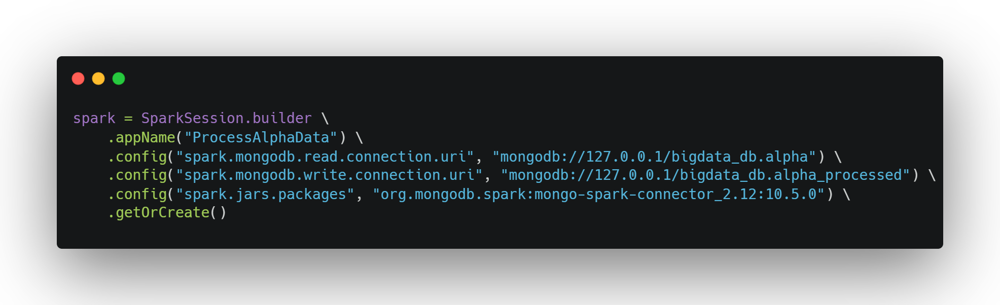 spark = SparkSession.builder \
    .appName("ProcessAlphaData") \
    .config("spark.mongodb.read.connection.uri", "mongodb://127.0.0.1/bigdata_db.alpha") \
    .config("spark.mongodb.write.connection.uri", "mongodb://127.0.0.1/bigdata_db.alpha_processed") \
    .config("spark.jars.packages", "org.mongodb.spark:mongo-spark-connector_2.12:10.5.0") \
    .getOrCreate()